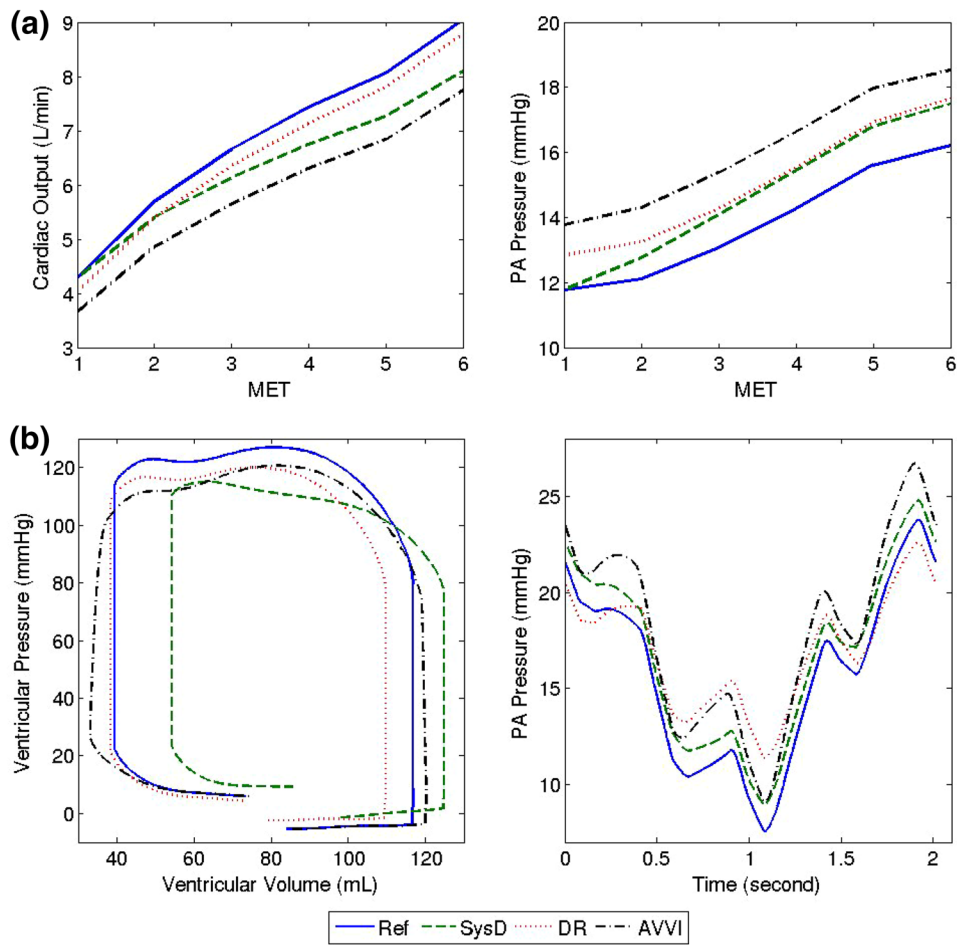 (a)
9
8
7
6
5
4
3
Cardiac Output (L/min)
1 2 3 4 5 6
MET
20
18
16
14
12
10
PA Pressure (mmHg)
1 2 3 4 5 6
MET
(b)
120
100
80
60
40
20
0
Ventricular Pressure (mmHg)
40 60 80 100 120
Ventricular Volume (mL)
25
20
15
10
PA Pressure (mmHg)
0 0.5 1 1.5 2
Time (second)
Ref SysD DR AVVI